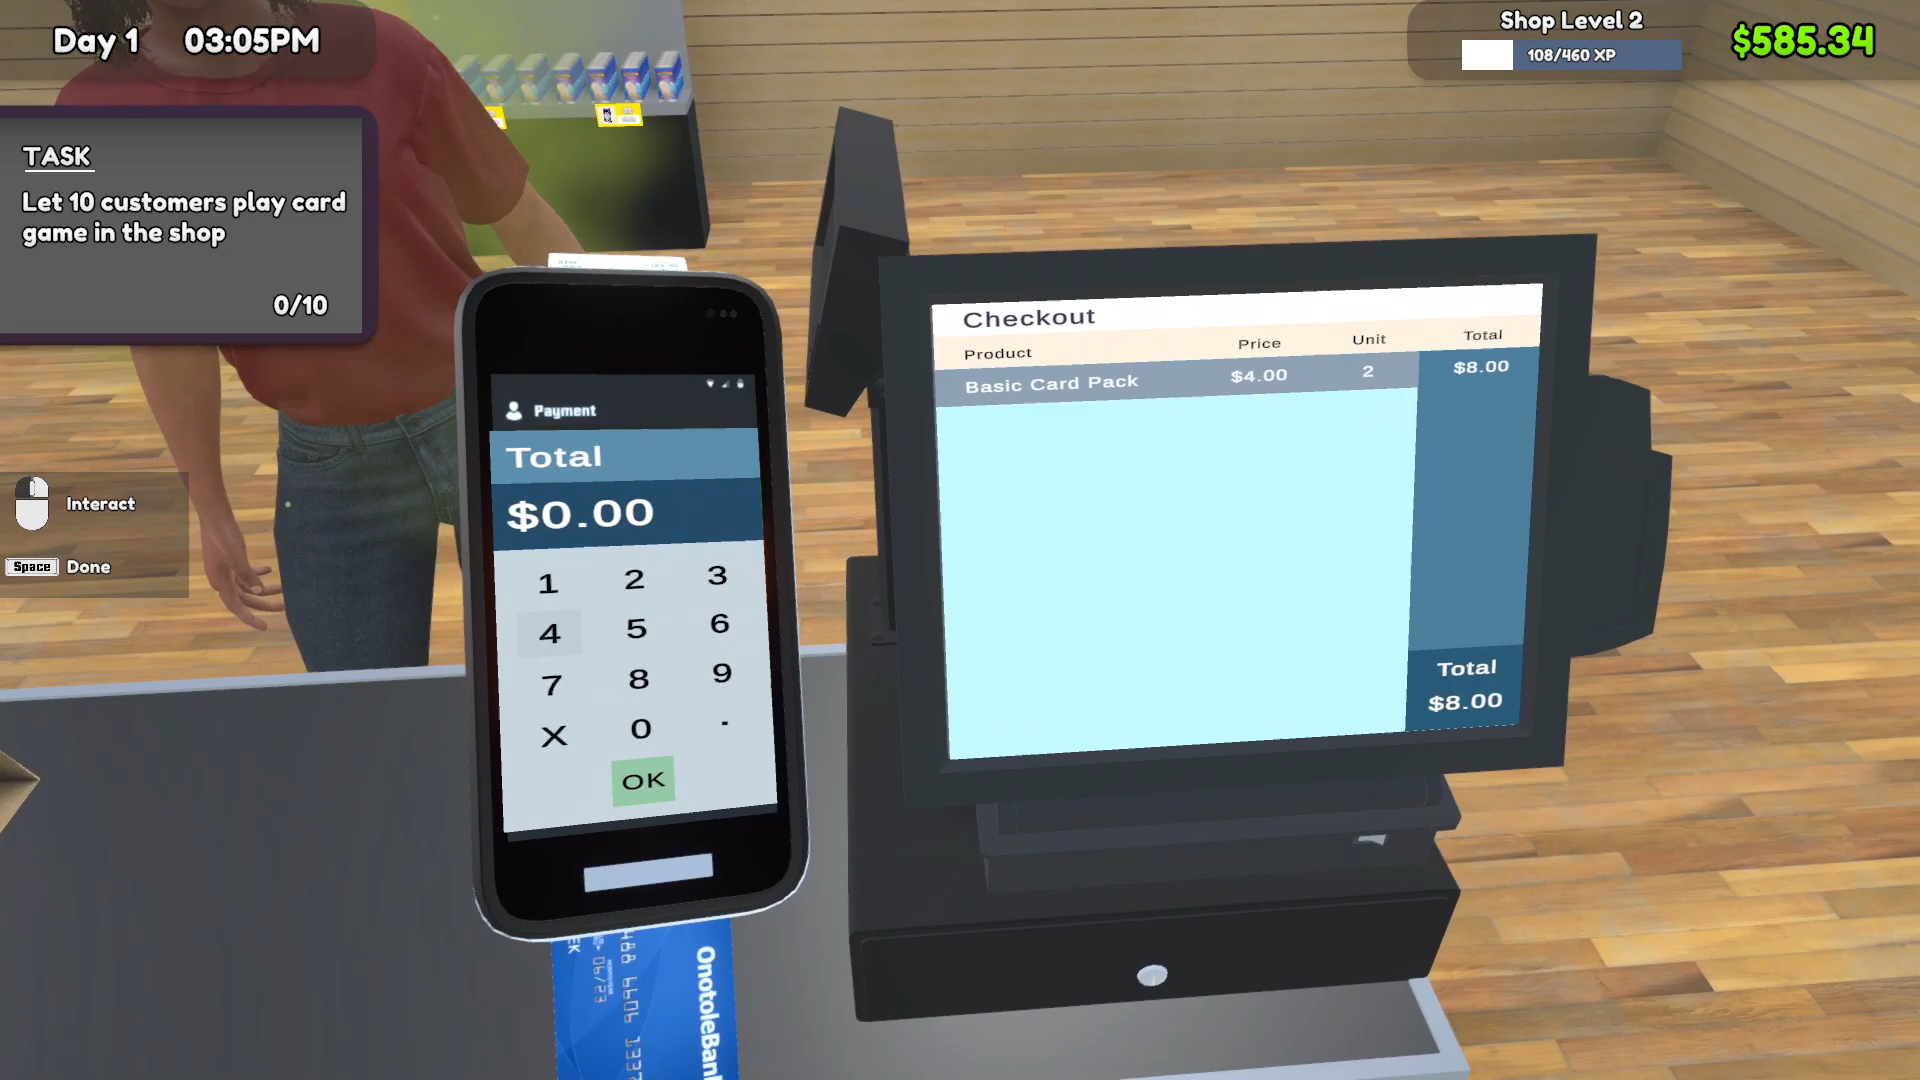 Day 1
03:05PM
Shop Level 2
108/460 XP
$585.34
TASK
Let 10 customers play card
game in the shop
0/10
Interact
Space
Done
Payment
Total
$0.00
1 2 3
4 5 6
7 8 9
X 0 .
OK
Checkout
Product Price Unit Total
Basic Card Pack $4.00 2 $8.00
Total
$8.00
06/23